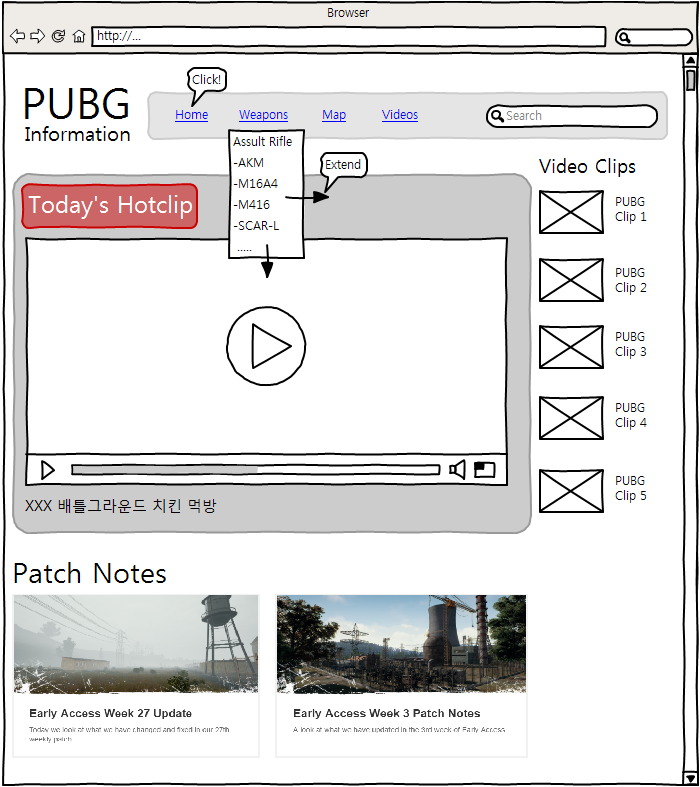 Browser
http://...
Click!
PUBG
Information
Home
Weapons
Map
Videos
Search
Assult Rifle
-AKM
-M16A4
-M416
-SCAR-L
.....
Extend
Today's Hotclip
XXX 배틀그라운드 치킨 먹방
Video Clips
PUBG
Clip 1
PUBG
Clip 2
PUBG
Clip 3
PUBG
Clip 4
PUBG
Clip 5
Patch Notes
Early Access Week 27 Update
Today we look at what we have changed and fixed in our 27th
weekly patch
Early Access Week 3 Patch Notes
A look at what we have updated in the 3rd week of Early Access